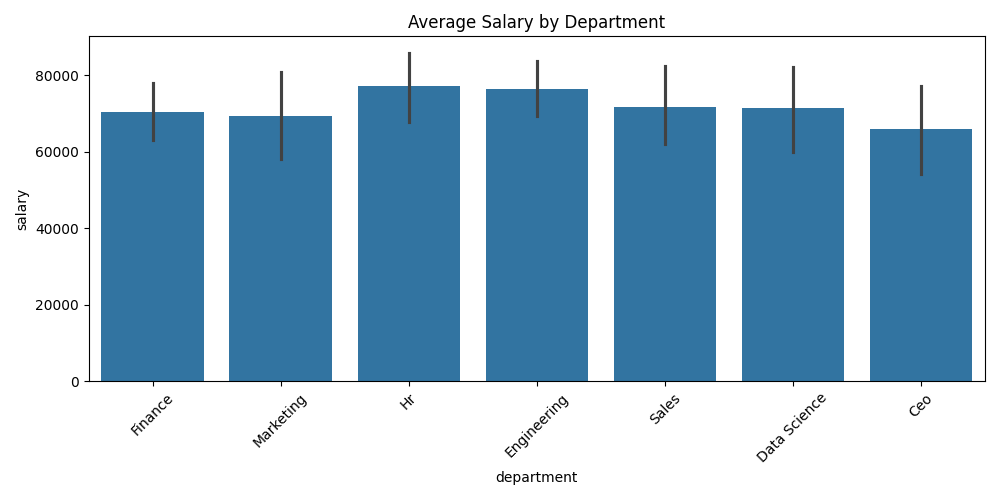 Average Salary by Department
salary
80000
60000
40000
20000
0
Finance
Marketing
Hr
Engineering
Sales
Data Science
Ceo
department